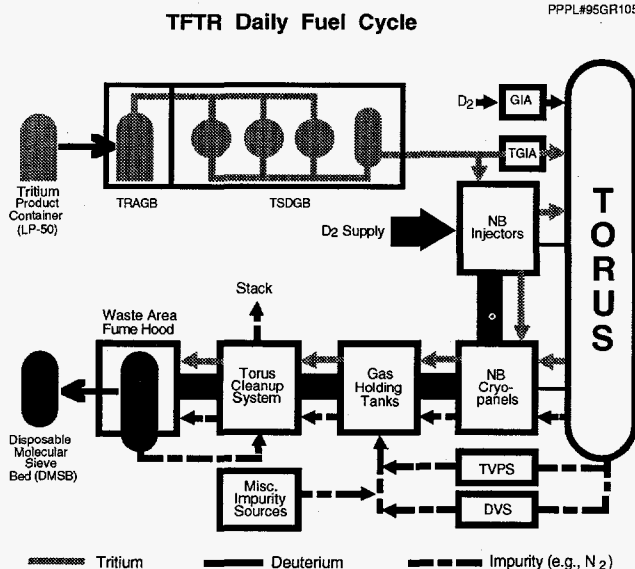 PPPL#95GR105
TFTR Daily Fuel Cycle
D2
GIA
TGIA
Tritium
Product
Container
(LP-50)
TRAGB
TSDGB
D2 Supply
NB
Injectors
TORUS
Stack
Waste Area
Fume Hood
Torus
Cleanup
System
Gas
Holding
Tanks
NB
Cryo-
panels
Disposable
Molecular
Sieve
Bed (DMSB)
Misc.
Impurity
Sources
TVPS
DVS
Tritium
Deuterium
Impurity (e.g., N2)